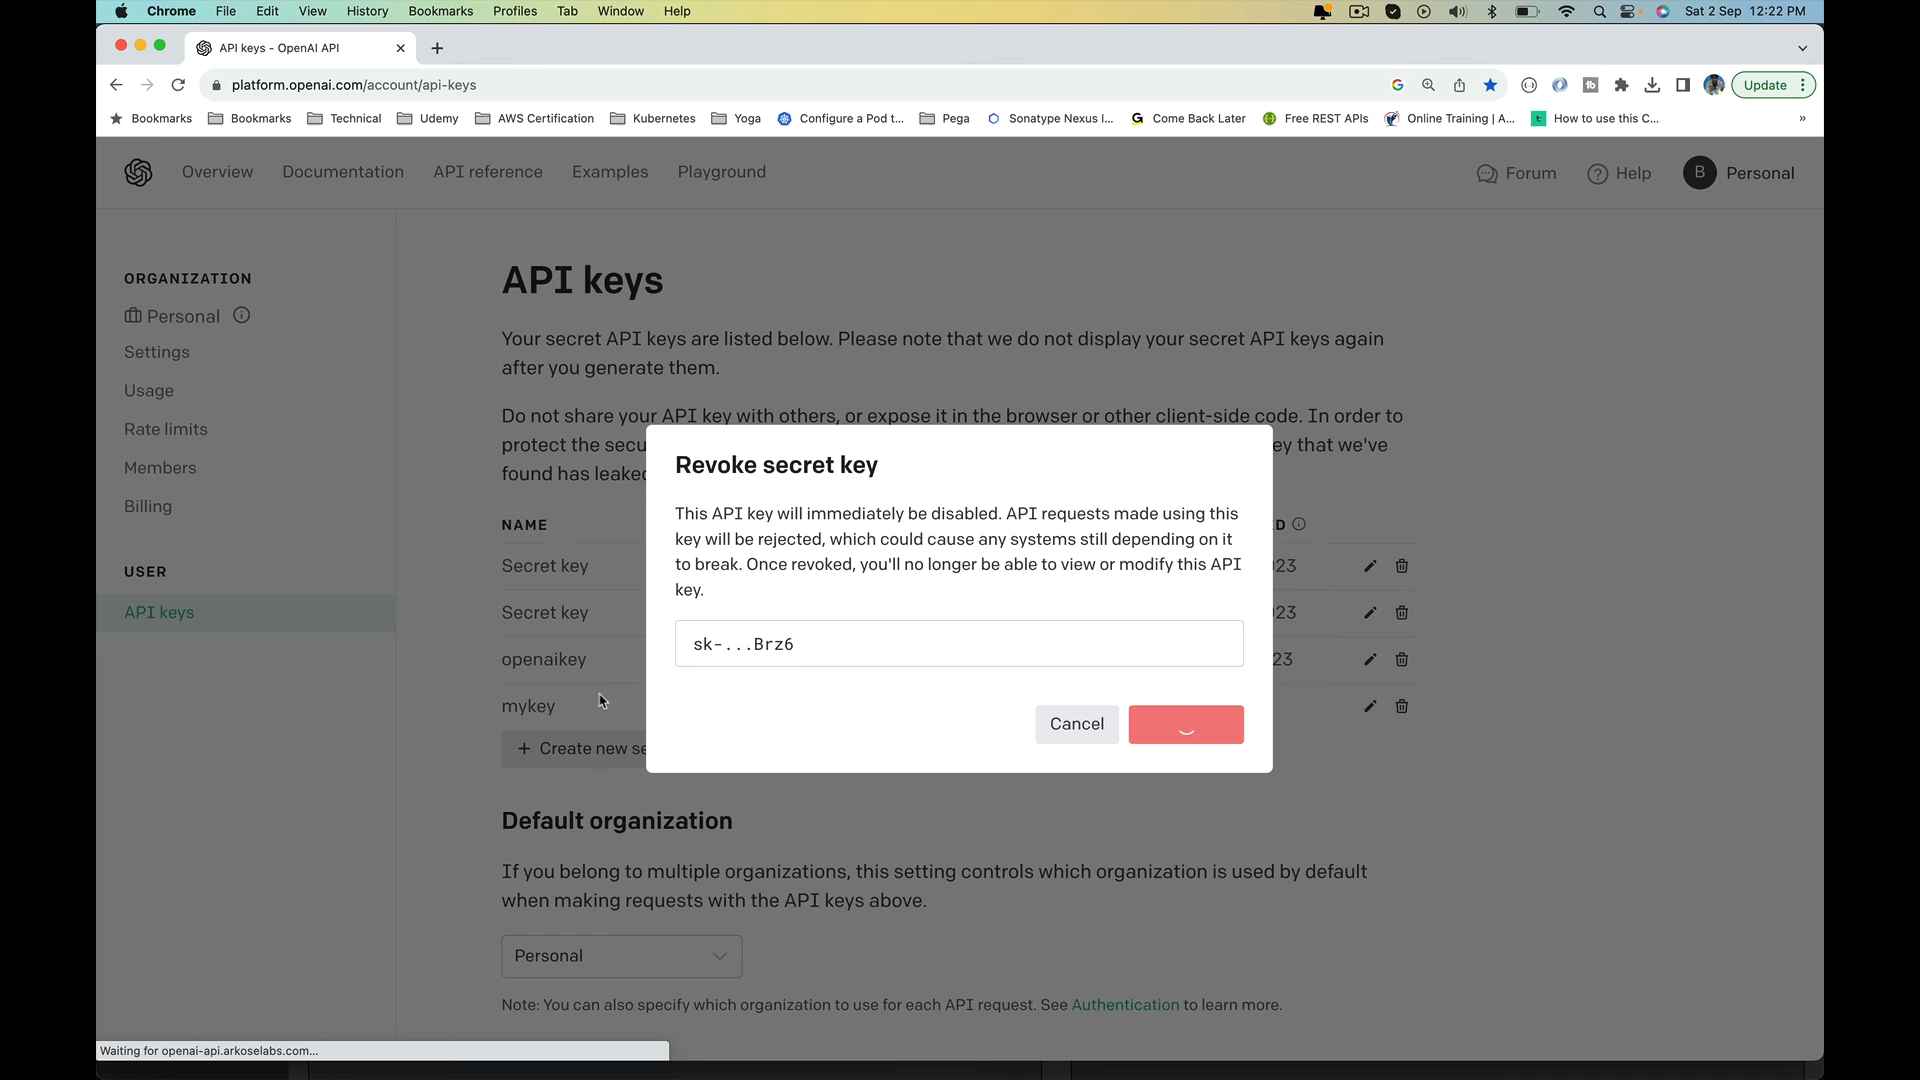 Chrome File Edit View History Bookmarks Profiles Tab Window Help Sat 2 Sep 12:22 PM
API keys - OpenAI API
platform.openai.com/account/api-keys Update
Bookmarks Bookmarks Technical Udemy AWS Certification Kubernetes Yoga Configure a Pod t... Pega Sonatype Nexus I... Come Back Later Free REST APIs Online Training | A... How to use this C... »
Overview Documentation API reference Examples Playground Forum Help B Personal
ORGANIZATION
Personal
Settings
Usage
Rate limits
Members
Billing
USER
API keys
API keys
Your secret API keys are listed below. Please note that we do not display your secret API keys again
after you generate them.
Do not share your API key with others, or expose it in the browser or other client-side code. In order to
protect the secu ey that we've
found has leake
NAME D
Secret key 23
Secret key 23
openaikey 23
mykey
+ Create new se
Revoke secret key
This API key will immediately be disabled. API requests made using this
key will be rejected, which could cause any systems still depending on it
to break. Once revoked, you'll no longer be able to view or modify this API
key.
sk-...Brz6
Cancel
Default organization
If you belong to multiple organizations, this setting controls which organization is used by default
when making requests with the API keys above.
Personal
Note: You can also specify which organization to use for each API request. See Authentication to learn more.
Waiting for openai-api.arkoselabs.com...